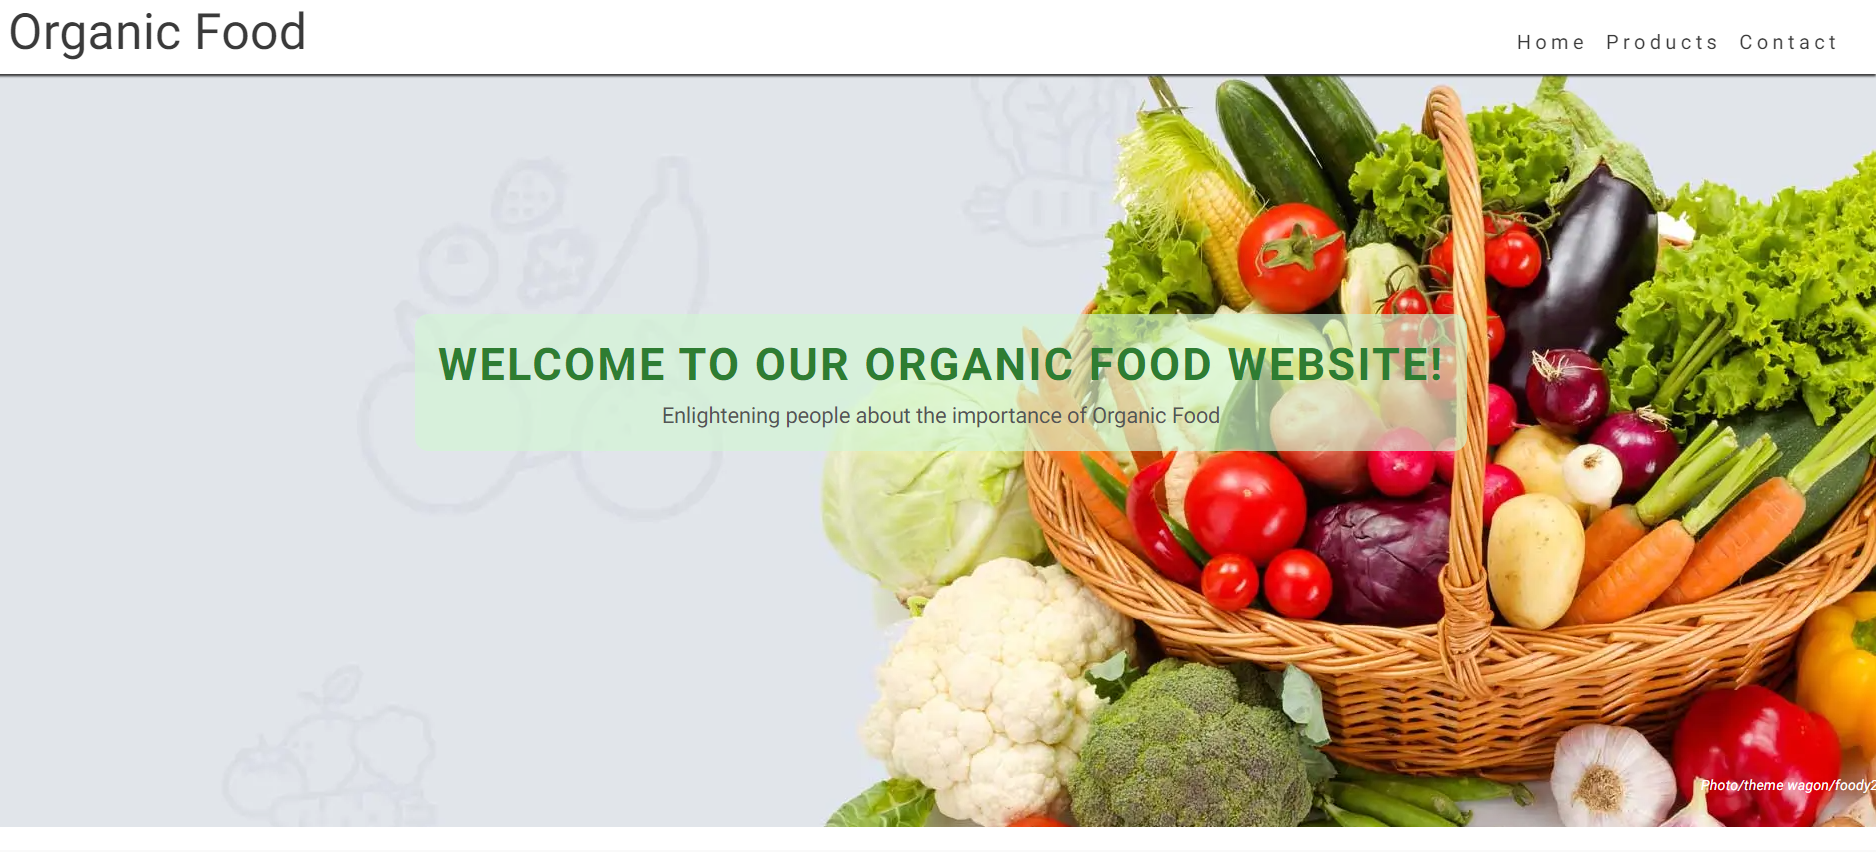 Organic Food
Home Products Contact
WELCOME TO OUR ORGANIC FOOD WEBSITE!
Enlightening people about the importance of Organic Food
Photo/theme wagon/foody2